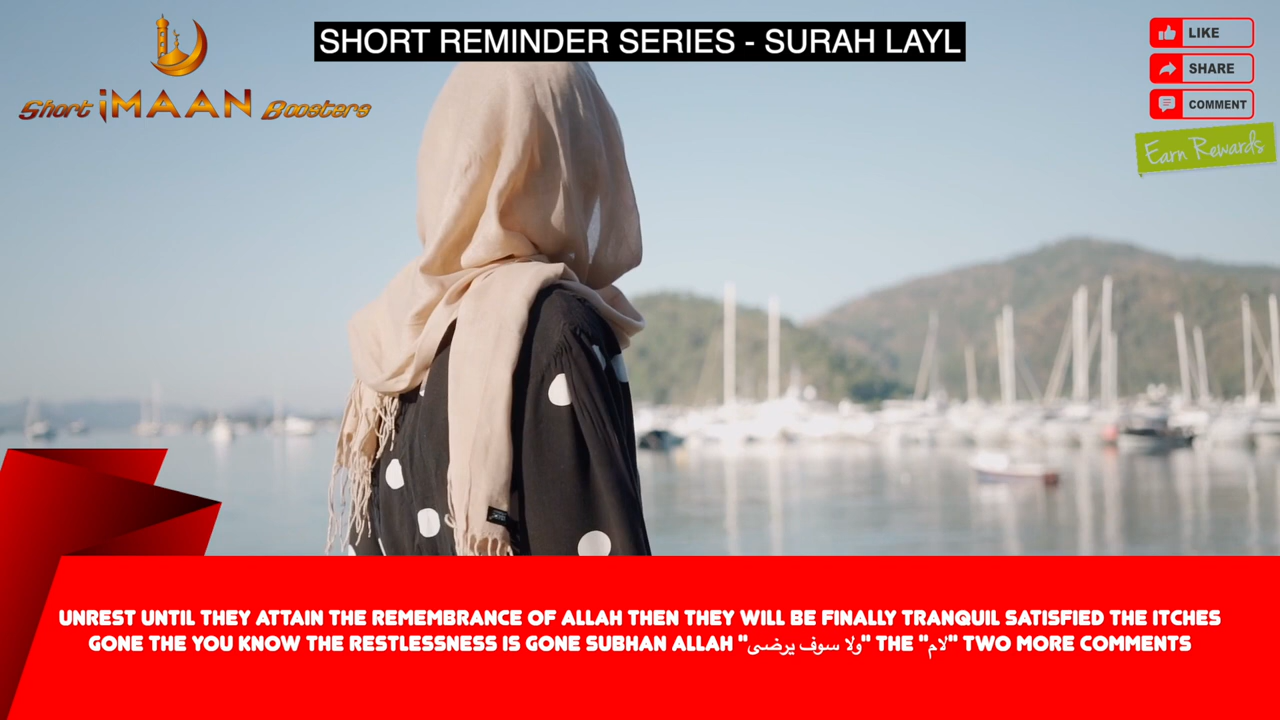 SHORT REMINDER SERIES - SURAH LAYL
Short iMAAN Boosters
LIKE
SHARE
COMMENT
Earn Rewards
UNREST UNTIL THEY ATTAIN THE REMEMBRANCE OF ALLAH THEN THEY WILL BE FINALLY TRANQUIL SATISFIED THE ITCHES
GONE THE YOU KNOW THE RESTLESSNESS IS GONE SUBHAN ALLAH "ولا سوف يرضى" THE "لام" TWO MORE COMMENTS